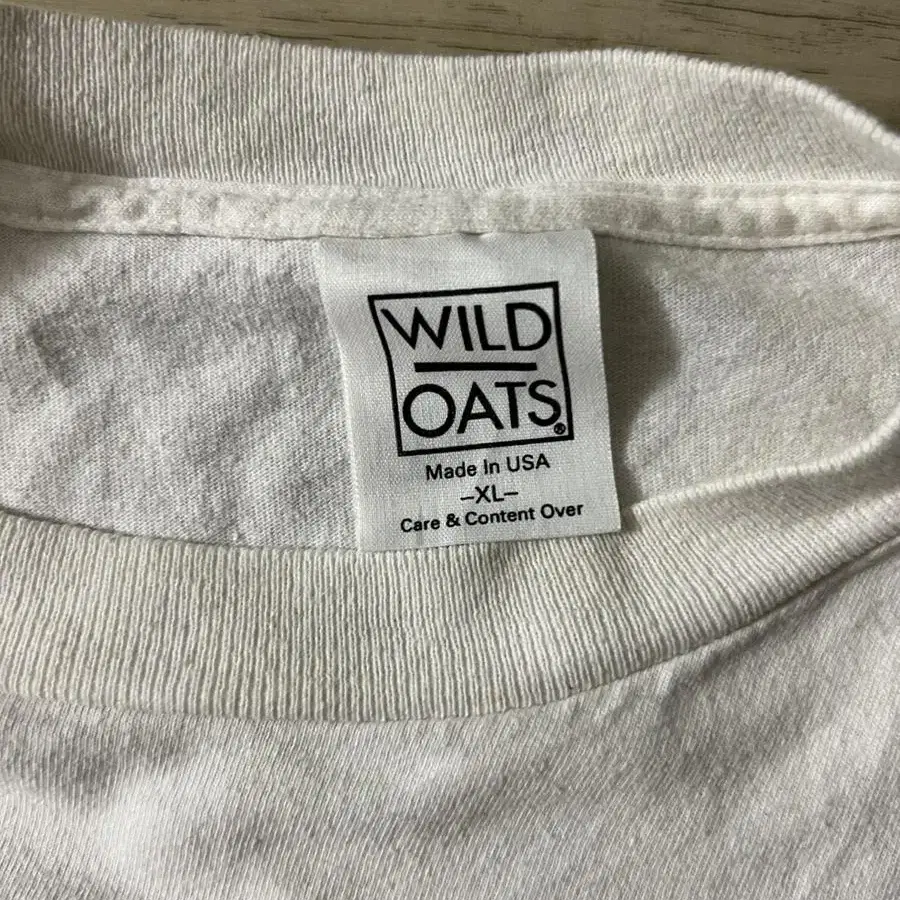 WILD
OATS®
Made In USA
–XL–
Care & Content Over